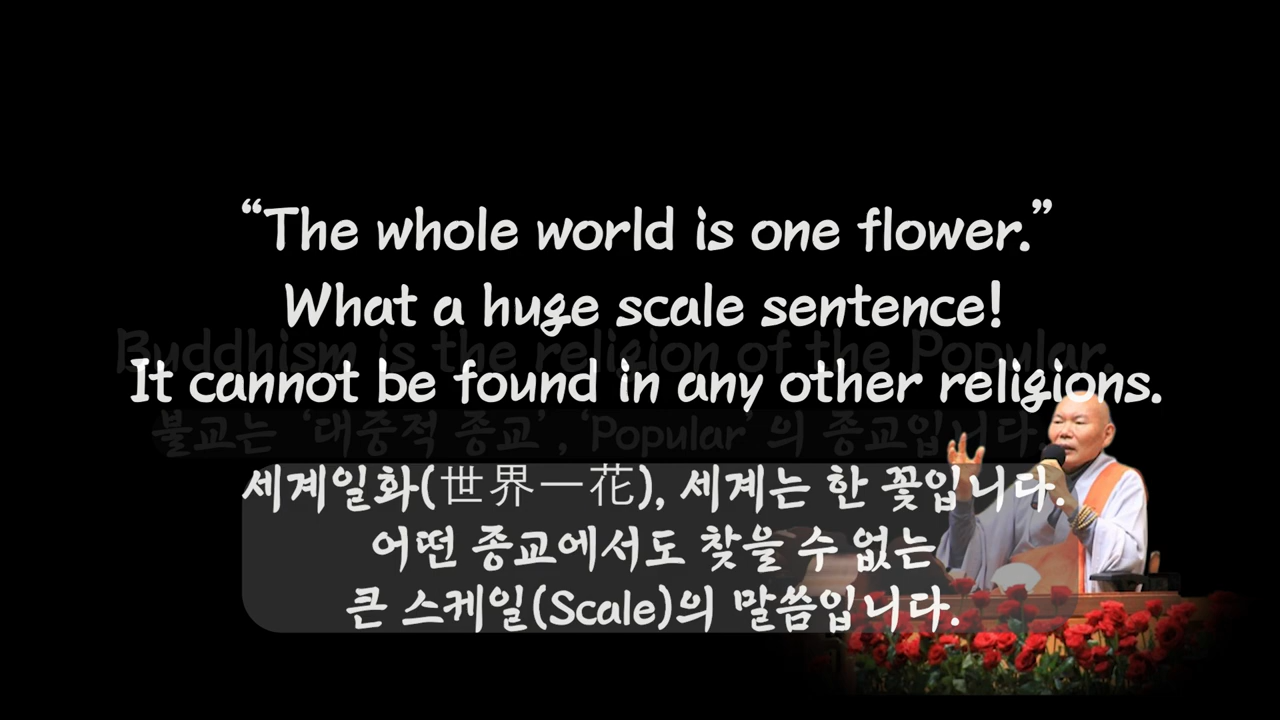 “The whole world is one flower.”
What a huge scale sentence!
Buddhism is the religion of the Popular.
It cannot be found in any other religions.
불교는 ‘대중적 종교’, ‘Popular’의 종교입니다.
세계일화(世界一花), 세계는 한 꽃입니다.
어떤 종교에서도 찾을 수 없는
큰 스케일(Scale)의 말씀입니다.